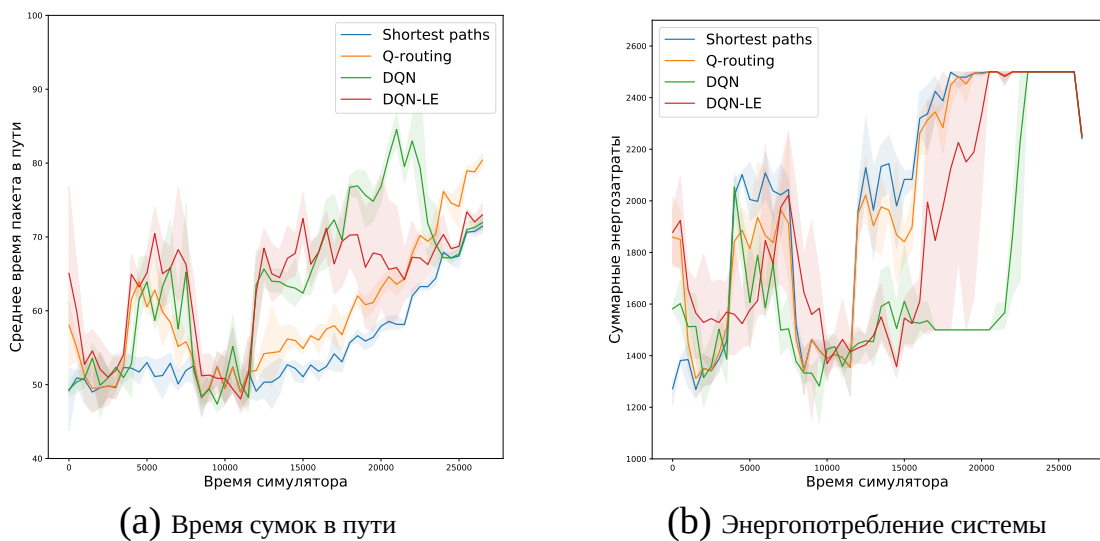 100
90
80
70
60
50
40
Среднее время пакета в пути
Shortest paths
Q-routing
DQN
DQN-LE
0 5000 10000 15000 20000 25000
Время симулятора
(a) Время сумок в пути
2600
2400
2200
2000
1800
1600
1400
1200
1000
Суммарные энергозатраты
Shortest paths
Q-routing
DQN
DQN-LE
0 5000 10000 15000 20000 25000
Время симулятора
(b) Энергопотребление системы